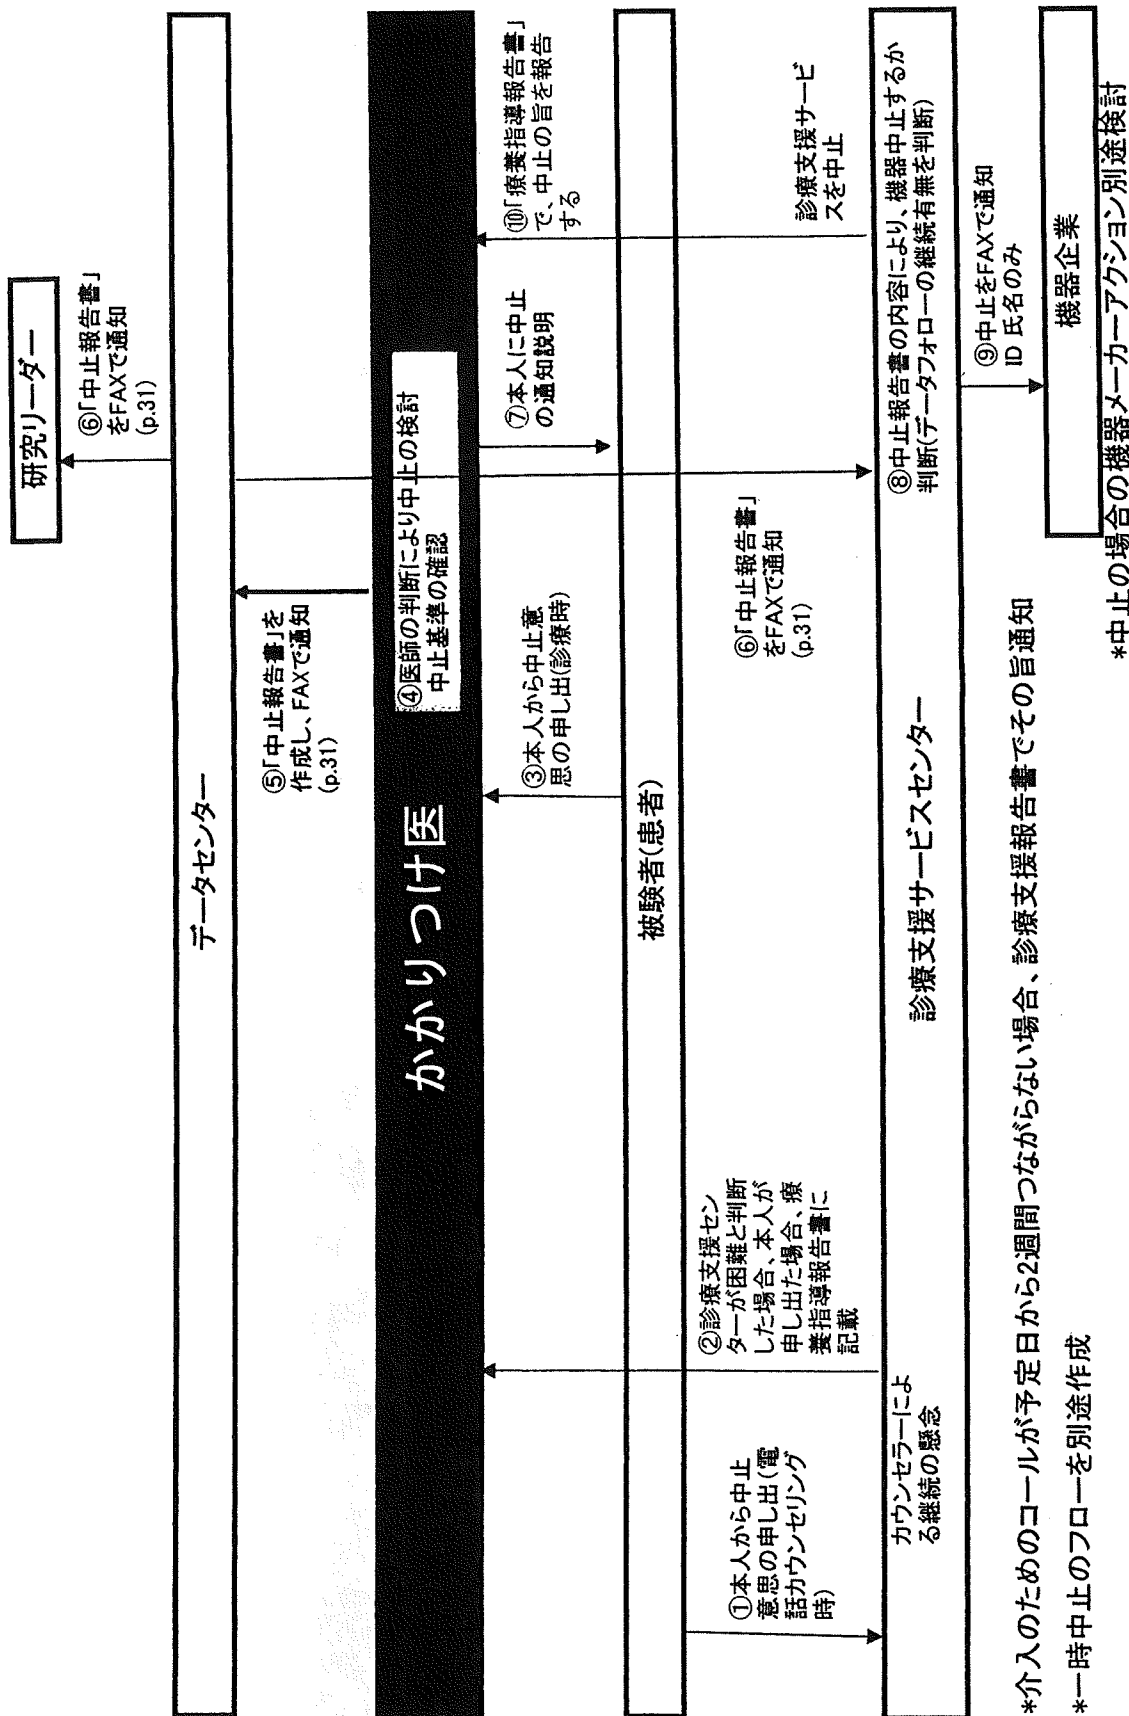 研究リーダー
⑥「中止報告書」
をFAXで通知
(p.31)
データセンター
⑤「中止報告書」を
作成し、FAXで通知
(p.31)
⑩「療養指導報告書」
で、中止の旨を報告
する
かかりつけ医
④医師の判断により中止の検討
中止基準の確認
⑦本人に中止
の通知説明
③本人から中止意
思の申し出(診療時)
被験者(患者)
①本人から中止
意思の申し出(電
話カウンセリング
時)
②診療支援セン
ターが困難と判断
した場合、本人が
申し出た場合、療
養指導報告書に
記載
⑥「中止報告書」
をFAXで通知
(p.31)
診療支援サービ
スを中止
カウンセラーによ
る継続の懸念
診療支援サービスセンター
⑧中止報告書の内容により、機器中止するか
判断(データフォローの継続有無を判断)
⑨中止をFAXで通知
ID 氏名のみ
機器企業
*介入のためのコールが予定日から2週間つながらない場合、診療支援報告書でその旨通知
*一時中止のフローを別途作成
*中止の場合の機器メーカーアクション別途検討